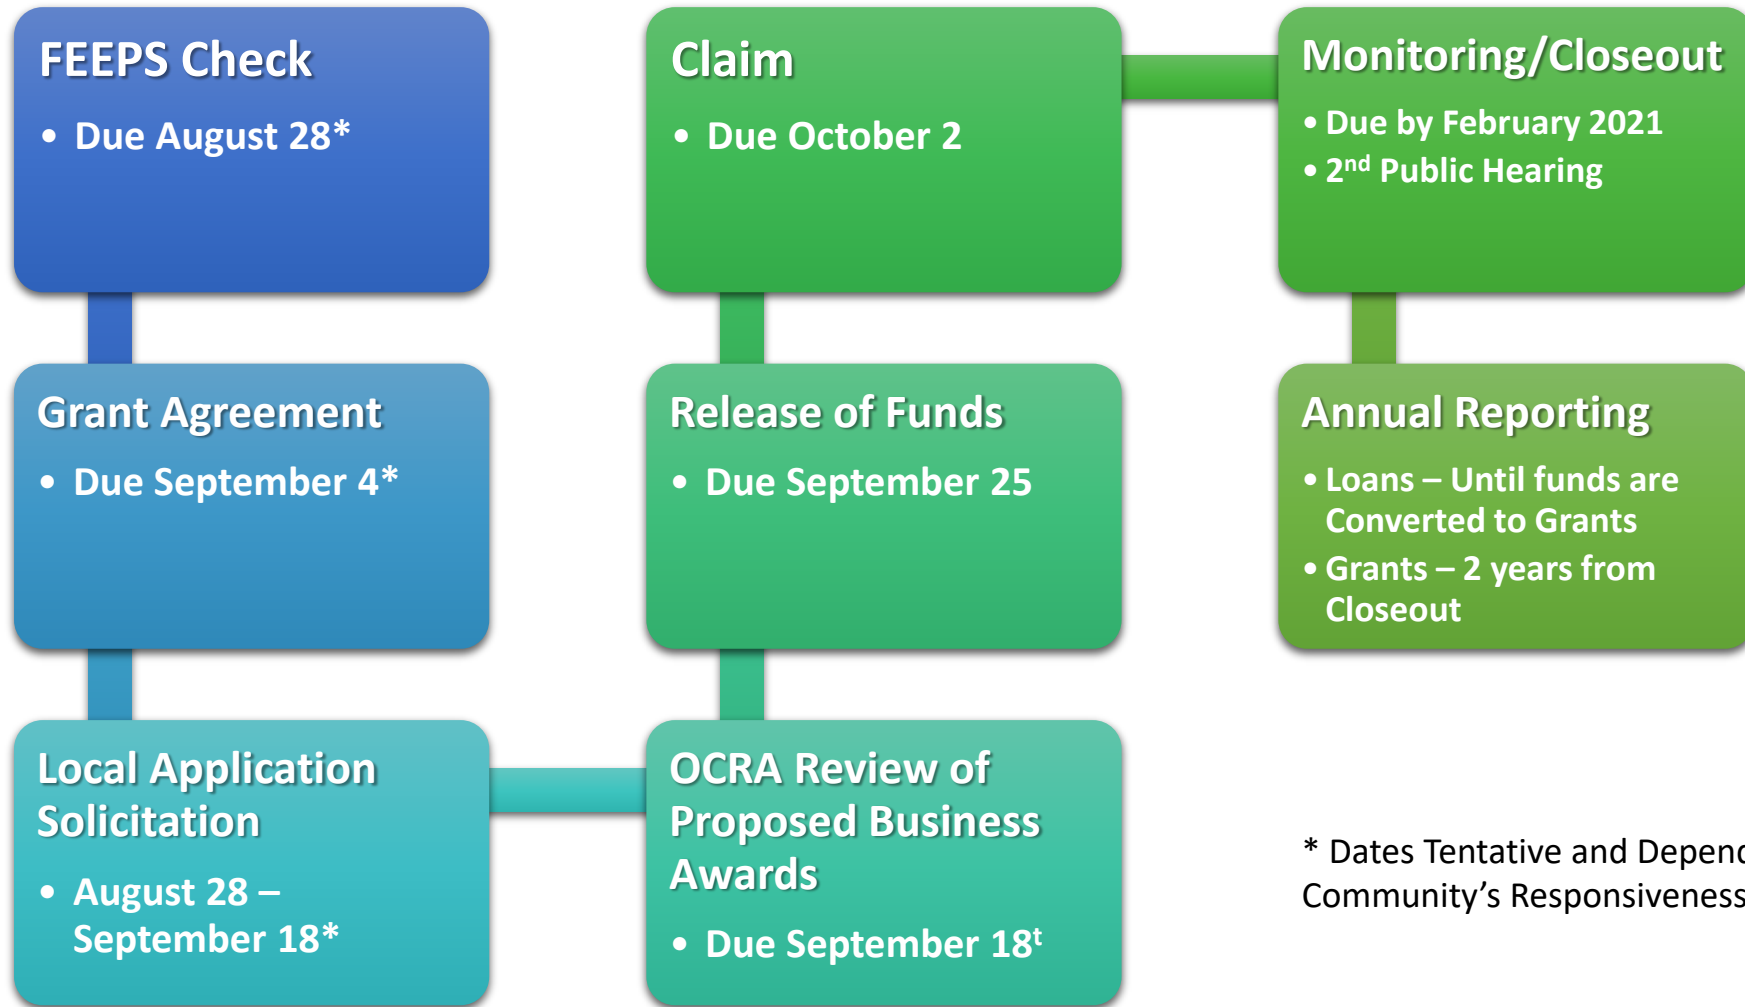 FEEPS Check
• Due August 28*
Grant Agreement
• Due September 4*
Local Application
Solicitation
• August 28 –
September 18*
OCRA Review of
Proposed Business
Awards
• Due September 18ᵗ
Release of Funds
• Due September 25
Claim
• Due October 2
Monitoring/Closeout
• Due by February 2021
• 2ⁿᵈ Public Hearing
Annual Reporting
• Loans – Until funds are
Converted to Grants
• Grants – 2 years from
Closeout
* Dates Tentative and Depend
Community’s Responsiveness